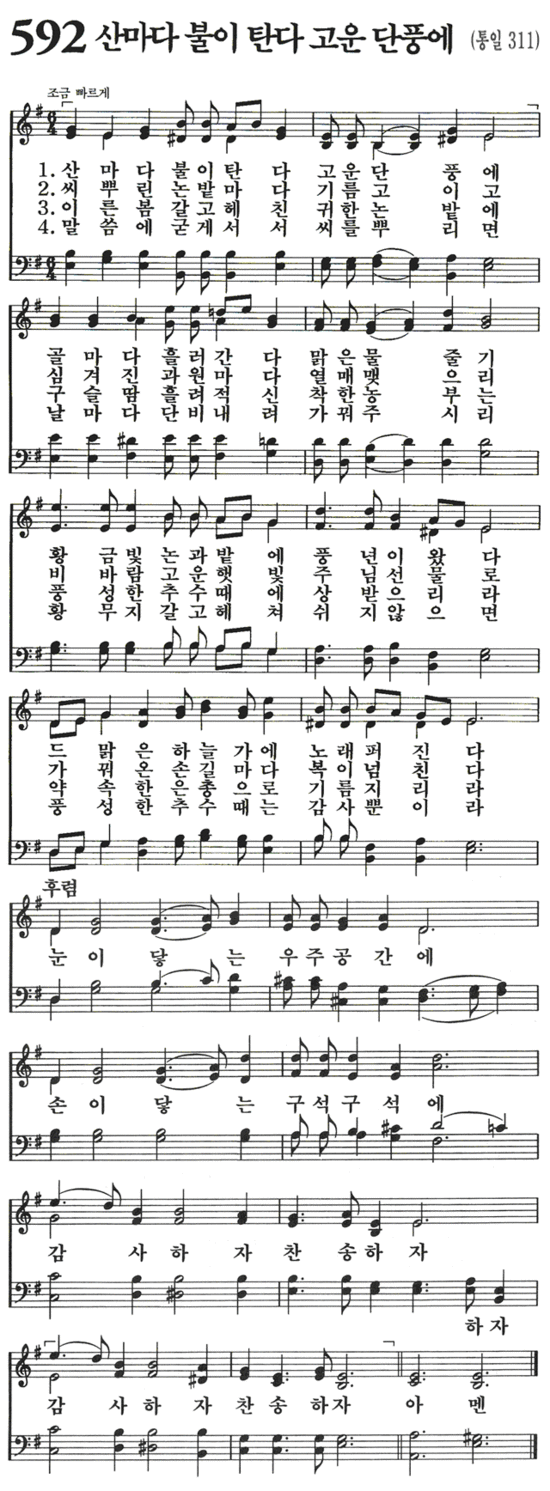 592 산마다 불이 탄다 고운 단풍에 (통일 311)
조금 빠르게
1. 산 마 다 불 이 탄 다 고 운 단 풍 에
2. 씨 뿌 린 논 밭 마 다 기 름 고 이 고
3. 이 른 봄 갈 고 헤 친 귀 한 논 밭 에
4. 말 씀 에 굳 게 서 서 씨 를 뿌 리 면
골 마 다 흘 러 간 다 맑 은 물 줄 기
심 겨 진 과 원 마 다 열 매 맺 으 리
구 슬 땀 흘 려 적 신 착 한 농 부 는
날 마 다 단 비 내 려 가 꿔 주 시 리
황 금 빛 논 과 밭 에 풍 년 이 왔 다
비 바 람 고 운 햇 빛 주 님 선 물 로
풍 성 한 추 수 때 에 상 받 으 리 라
황 무 지 갈 고 헤 쳐 쉬 지 않 으 면
드 맑 은 하 늘 가 에 노 래 퍼 진 다
가 꿔 온 손 길 마 다 복 이 넘 친 다
약 속 한 은 총 으 로 기 름 지 리 라
풍 성 한 추 수 때 는 감 사 뿐 이 라
후렴
눈 이 닿 는 우 주 공 간 에
손 이 닿 는 구 석 구 석 에
감 사 하 자 찬 송 하 자
하 자
감 사 하 자 찬 송 하 자 아 멘